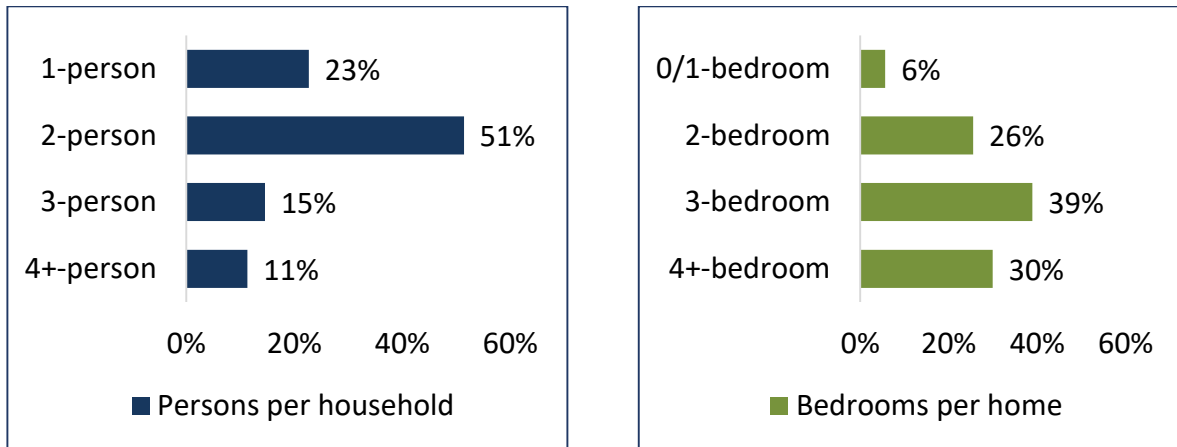 1-person 23%
2-person 51%
3-person 15%
4+-person 11%
0% 20% 40% 60%
Persons per household
0/1-bedroom 6%
2-bedroom 26%
3-bedroom 39%
4+-bedroom 30%
0% 20% 40% 60%
Bedrooms per home